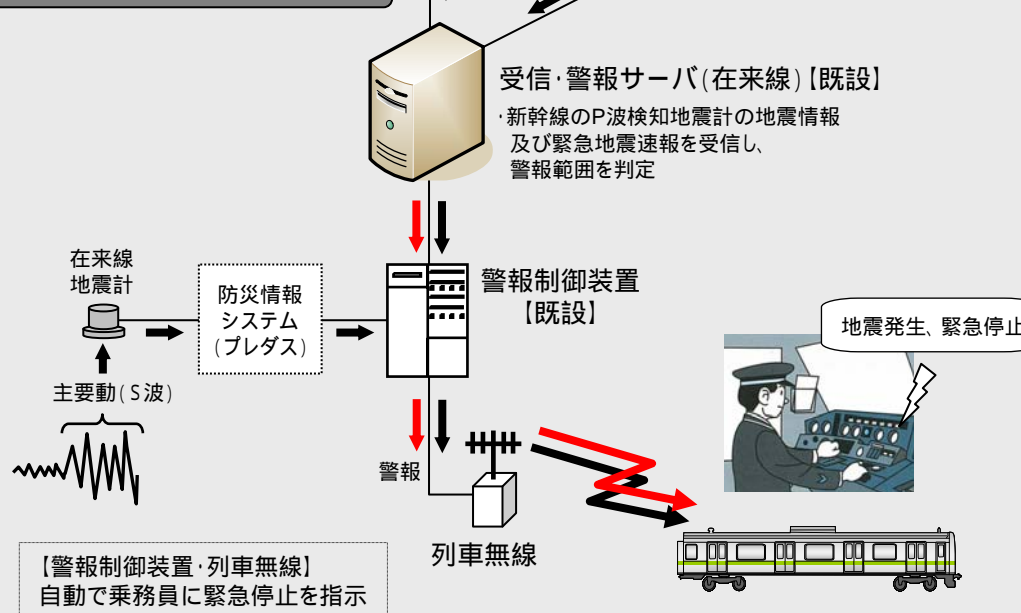 受信・警報サーバ(在来線)【既設】
・新幹線のP波検知地震計の地震情報
及び緊急地震速報を受信し、
警報範囲を判定
在来線
地震計
防災情報
システム
(プレダス)
警報制御装置
【既設】
地震発生、緊急停止
主要動(S波)
警報
列車無線
【警報制御装置・列車無線】
自動で乗務員に緊急停止を指示